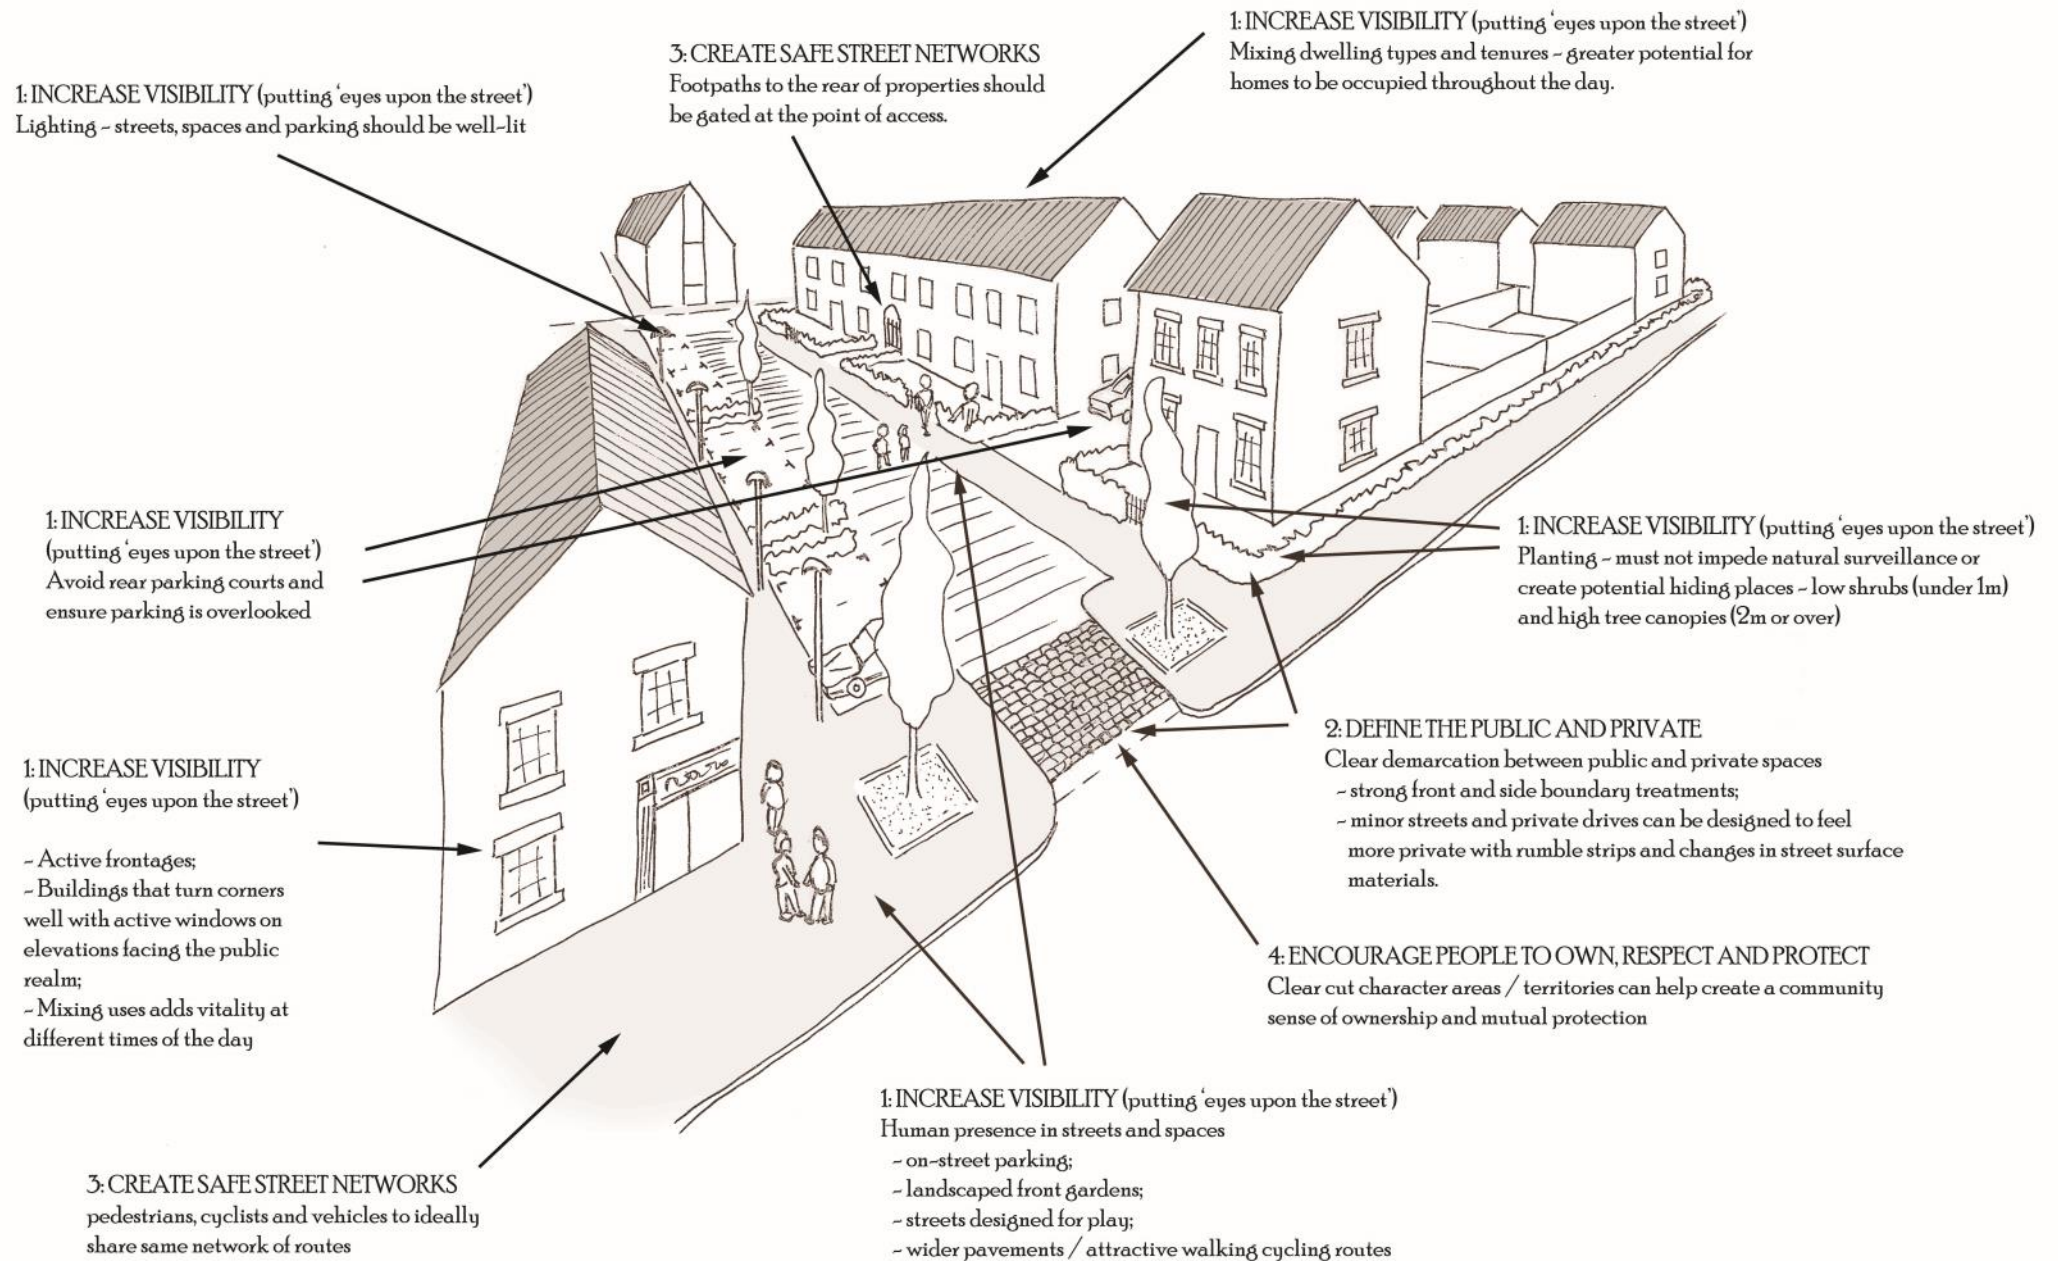 1: INCREASE VISIBILITY (putting 'eyes upon the street')
Lighting - streets, spaces and parking should be well-lit
3: CREATE SAFE STREET NETWORKS
Footpaths to the rear of properties should
be gated at the point of access.
1: INCREASE VISIBILITY (putting 'eyes upon the street')
Mixing dwelling types and tenures - greater potential for
homes to be occupied throughout the day.
1: INCREASE VISIBILITY
(putting 'eyes upon the street')
Avoid rear parking courts and
ensure parking is overlooked
1: INCREASE VISIBILITY (putting 'eyes upon the street')
Planting - must not impede natural surveillance or
create potential hiding places - low shrubs (under 1m)
and high tree canopies (2m or over)
2: DEFINE THE PUBLIC AND PRIVATE
Clear demarcation between public and private spaces
- strong front and side boundary treatments;
- minor streets and private drives can be designed to feel
more private with rumble strips and changes in street surface
materials.
1: INCREASE VISIBILITY
(putting 'eyes upon the street')
- Active frontages;
- Buildings that turn corners
well with active windows on
elevations facing the public
realm;
- Mixing uses adds vitality at
different times of the day
4: ENCOURAGE PEOPLE TO OWN, RESPECT AND PROTECT
Clear cut character areas / territories can help create a community
sense of ownership and mutual protection
1: INCREASE VISIBILITY (putting 'eyes upon the street')
Human presence in streets and spaces
- on-street parking;
- landscaped front gardens;
- streets designed for play;
- wider pavements / attractive walking cycling routes
3: CREATE SAFE STREET NETWORKS
pedestrians, cyclists and vehicles to ideally
share same network of routes